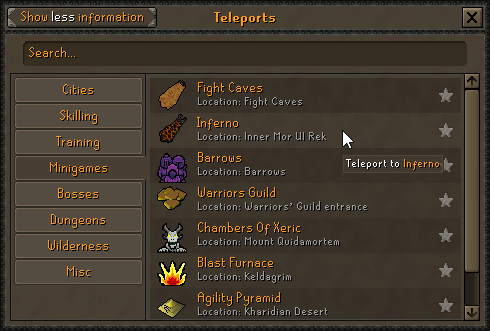 Show less information
Teleports
Search...
Cities
Skilling
Training
Minigames
Bosses
Dungeons
Wilderness
Misc
Fight Caves
Location: Fight Caves
Inferno
Location: Inner Mor Ul Rek
Teleport to Inferno
Barrows
Location: Barrows
Warriors Guild
Location: Warriors' Guild entrance
Chambers Of Xeric
Location: Mount Quidamortem
Blast Furnace
Location: Keldagrim
Agility Pyramid
Location: Kharidian Desert